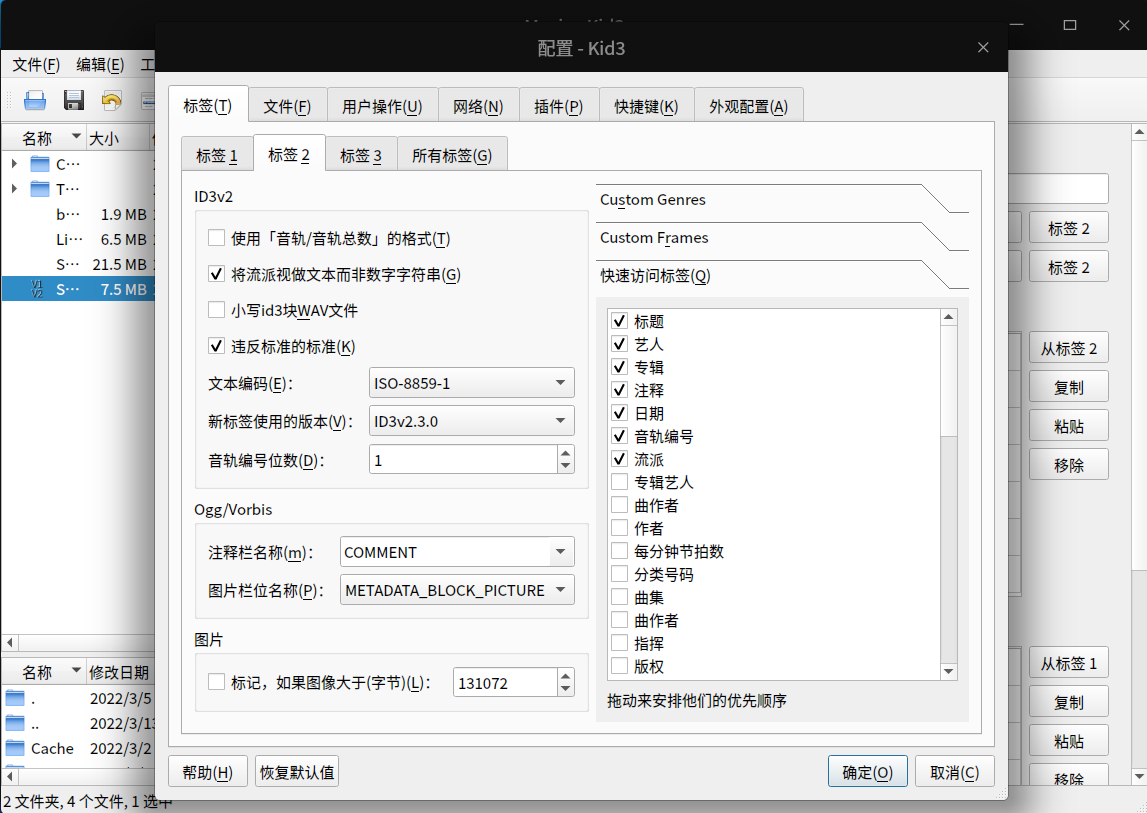 配置 - Kid3
文件(F) 编辑(E) 工
标签(T) 文件(F) 用户操作(U) 网络(N) 插件(P) 快捷键(K) 外观配置(A)
标签 1 标签 2 标签 3 所有标签(G)
名称 大小
C…
T…
b… 1.9 MB
Li… 6.5 MB
S… 21.5 MB
V1 V2 S… 7.5 MB
ID3v2
使用「音轨/音轨总数」的格式(T)
将流派视做文本而非数字字符串(G)
小写id3块WAV文件
违反标准的标准(K)
文本编码(E)： ISO-8859-1
新标签使用的版本(V)： ID3v2.3.0
音轨编号位数(D)： 1
Ogg/Vorbis
注释栏名称(m)： COMMENT
图片栏位名称(P)： METADATA_BLOCK_PICTURE
图片
标记，如果图像大于(字节)(L)： 131072
Custom Genres
Custom Frames
快速访问标签(Q)
标题
艺人
专辑
注释
日期
音轨编号
流派
专辑艺人
曲作者
作者
每分钟节拍数
分类号码
曲集
曲作者
指挥
版权
拖动来安排他们的优先顺序
标签 2
标签 2
从标签 2
复制
粘贴
移除
从标签 1
复制
粘贴
移除
名称 修改日期
. 2022/3/5
.. 2022/3/13
Cache 2022/3/2
帮助(H) 恢复默认值 确定(O) 取消(C)
2 文件夹, 4 个文件, 1 选中